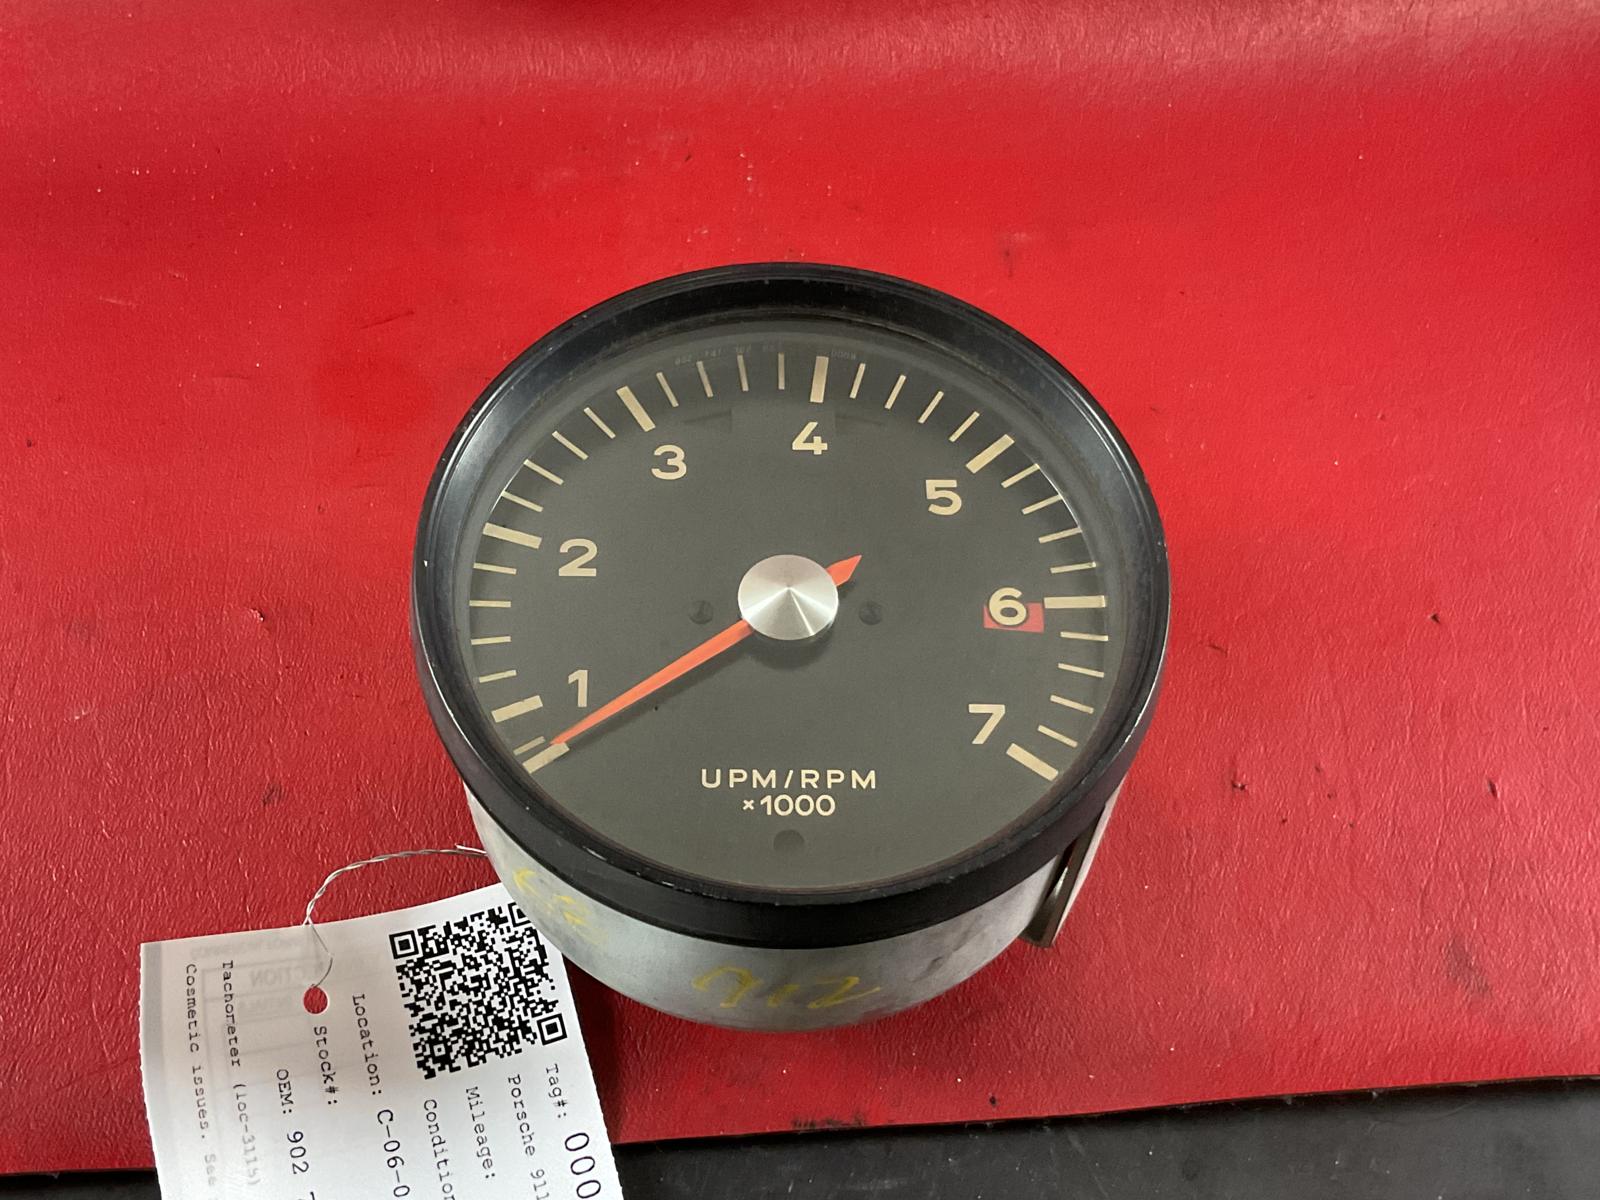 1
2
3
4
5
6
7
UPM/RPM
×1000
912
Tag#: 000
Porsche 911
Mileage:
Condition
Location: C-06-0
Stock#:
OEM: 902
Tachometer (loc-3115)
Cosmetic issues. See